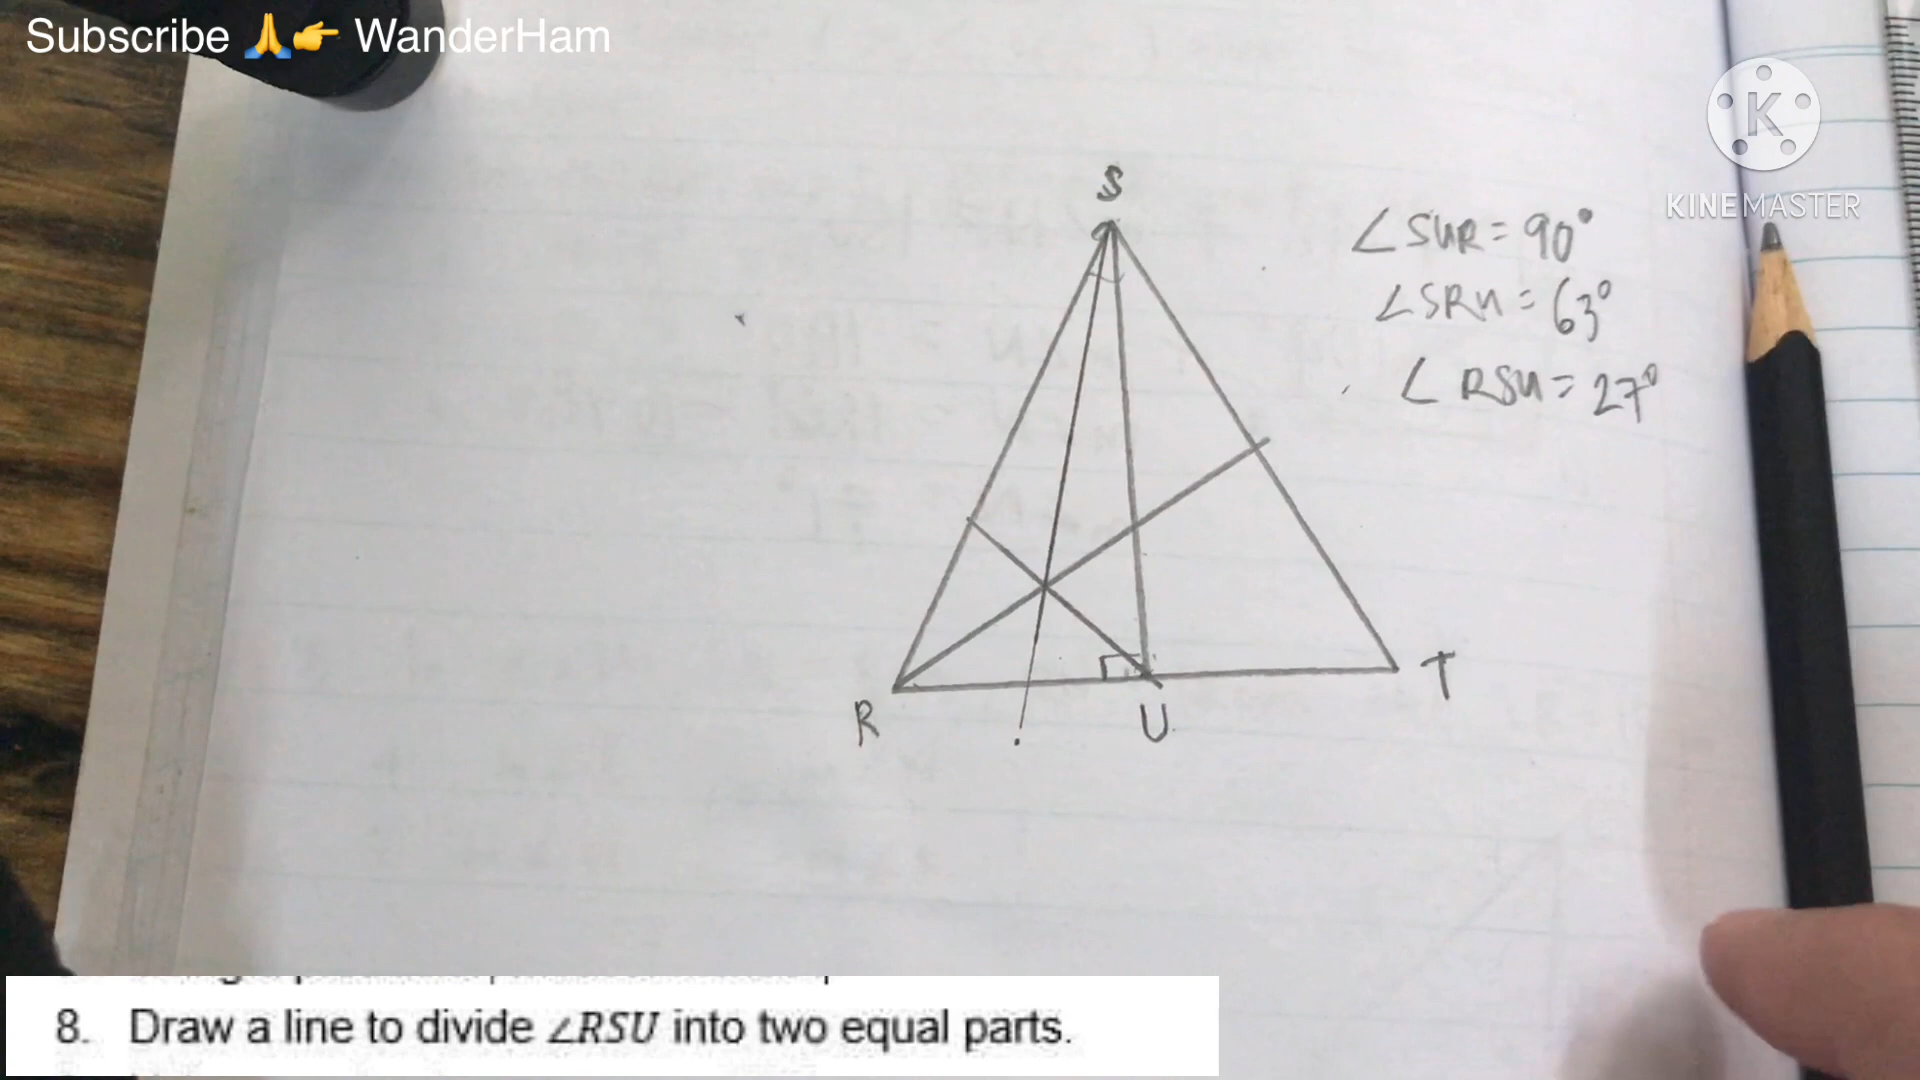 Subscribe 🙏👉 WanderHam
KINEMASTER
S
∠SUR = 90°
∠SRU = 63°
∠RSU = 27°
R
U
T
8. Draw a line to divide ∠RSU into two equal parts.